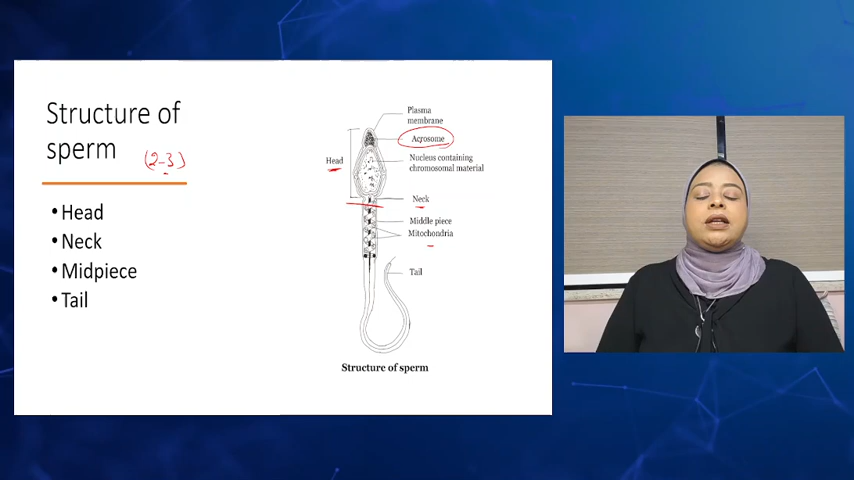 Structure of
sperm (2-3)
• Head
• Neck
• Midpiece
• Tail
Plasma
membrane
Acrosome
Head
Nucleus containing
chromosomal material
Neck
Middle piece
Mitochondria
Tail
Structure of sperm